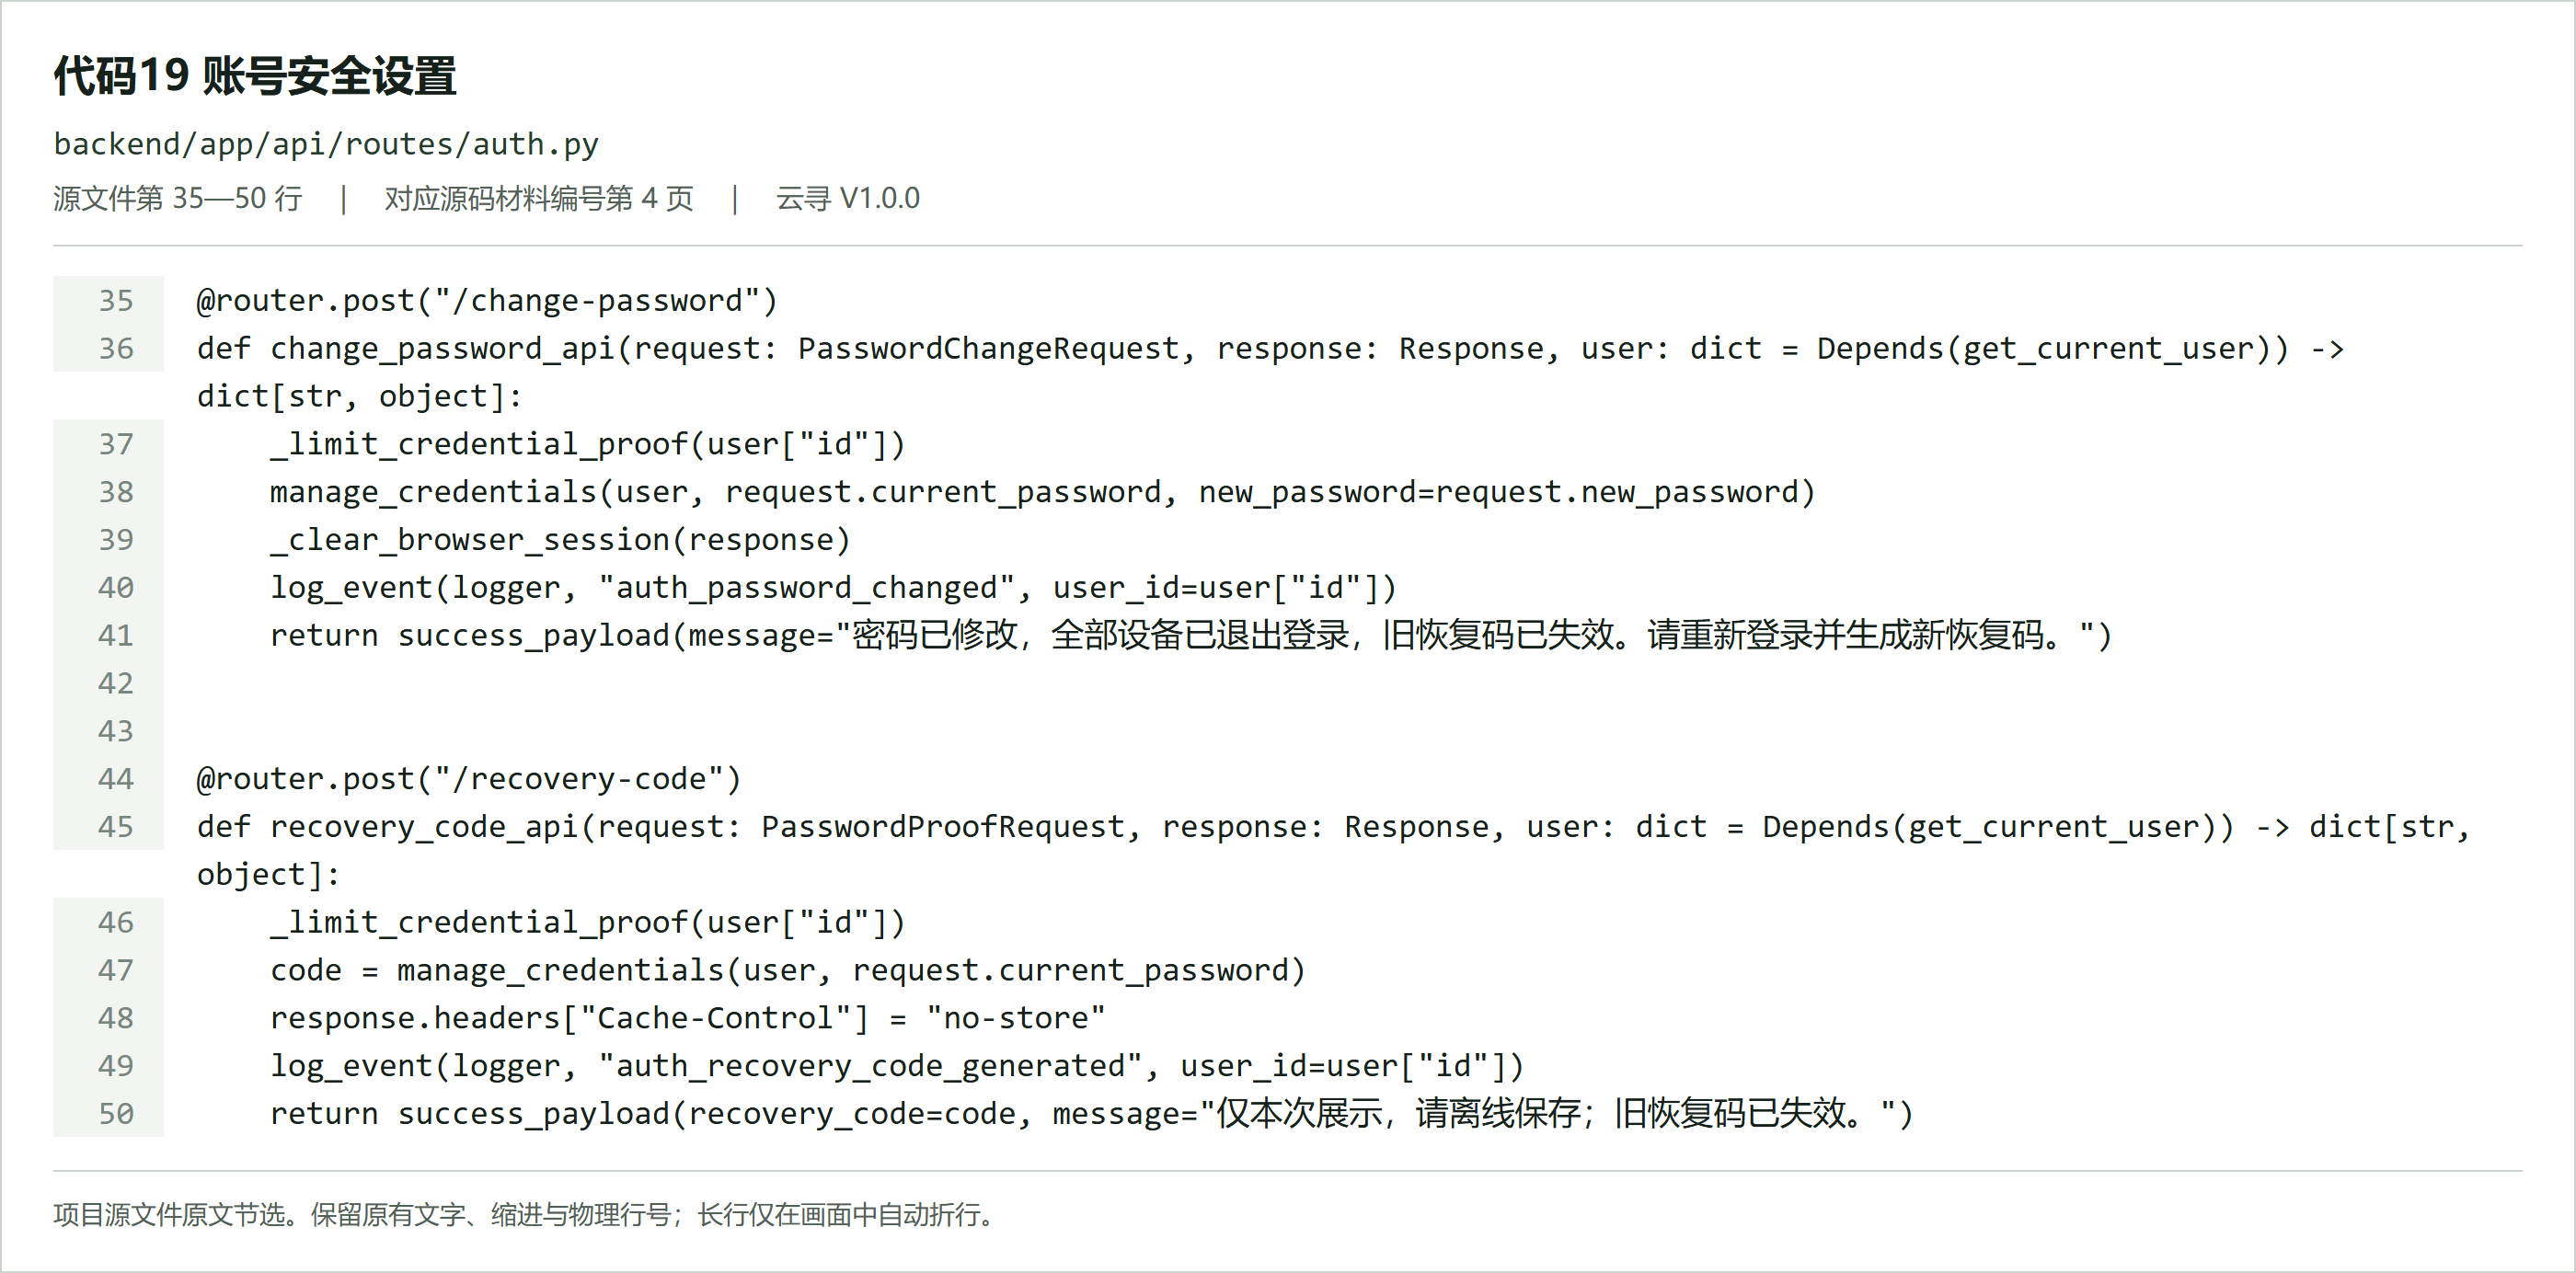 代码19 账号安全设置
backend/app/api/routes/auth.py
源文件第 35—50 行 | 对应源码材料编号第 4 页 | 云寻 V1.0.0
35 @router.post("/change-password")
36 def change_password_api(request: PasswordChangeRequest, response: Response, user: dict = Depends(get_current_user)) ->
dict[str, object]:
37     _limit_credential_proof(user["id"])
38     manage_credentials(user, request.current_password, new_password=request.new_password)
39     _clear_browser_session(response)
40     log_event(logger, "auth_password_changed", user_id=user["id"])
41     return success_payload(message="密码已修改，全部设备已退出登录，旧恢复码已失效。请重新登录并生成新恢复码。")
42
43
44 @router.post("/recovery-code")
45 def recovery_code_api(request: PasswordProofRequest, response: Response, user: dict = Depends(get_current_user)) -> dict[str,
object]:
46     _limit_credential_proof(user["id"])
47     code = manage_credentials(user, request.current_password)
48     response.headers["Cache-Control"] = "no-store"
49     log_event(logger, "auth_recovery_code_generated", user_id=user["id"])
50     return success_payload(recovery_code=code, message="仅本次展示，请离线保存；旧恢复码已失效。")
项目源文件原文节选。保留原有文字、缩进与物理行号；长行仅在画面中自动折行。